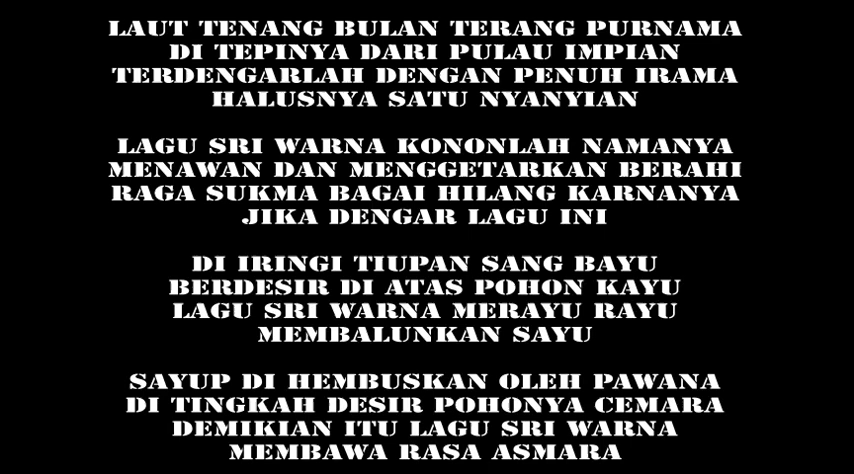 LAUT TENANG BULAN TERANG PURNAMA
DI TEPINYA DARI PULAU IMPIAN
TERDENGARLAH DENGAN PENUH IRAMA
HALUSNYA SATU NYANYIAN
LAGU SRI WARNA KONONLAH NAMANYA
MENAWAN DAN MENGGETARKAN BERAHI
RAGA SUKMA BAGAI HILANG KARNANYA
JIKA DENGAR LAGU INI
DI IRINGI TIUPAN SANG BAYU
BERDESIR DI ATAS POHON KAYU
LAGU SRI WARNA MERAYU RAYU
MEMBALUNKAN SAYU
SAYUP DI HEMBUSKAN OLEH PAWANA
DI TINGKAH DESIR POHONYA CEMARA
DEMIKIAN ITU LAGU SRI WARNA
MEMBAWA RASA ASMARA